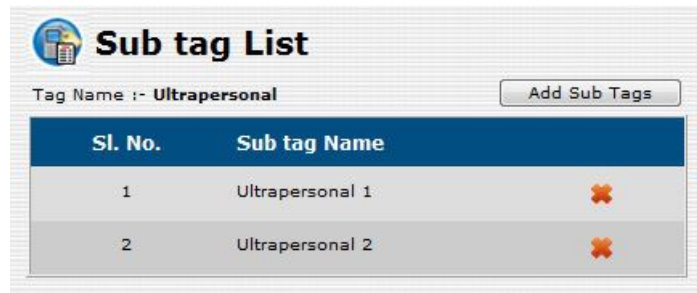 Sub tag List
Tag Name :- Ultrapersonal Add Sub Tags
Sl. No. Sub tag Name
1 Ultrapersonal 1
2 Ultrapersonal 2